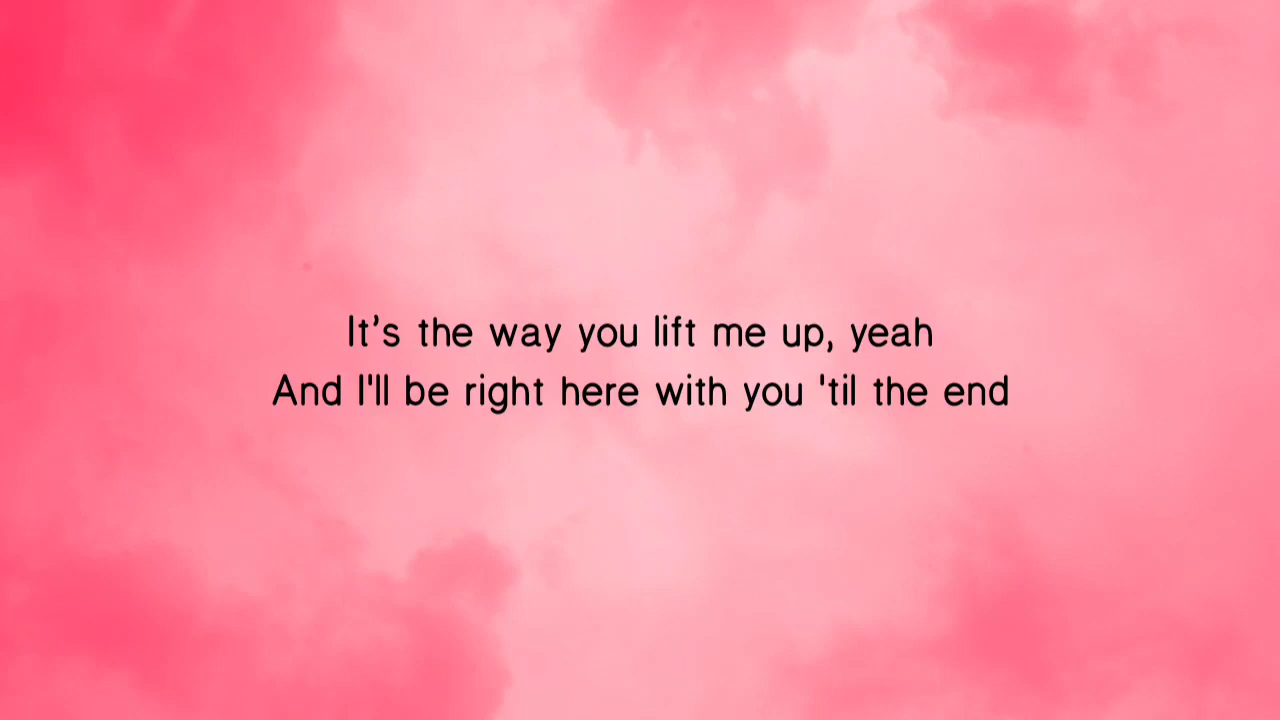 It’s the way you lift me up, yeah
And I'll be right here with you 'til the end